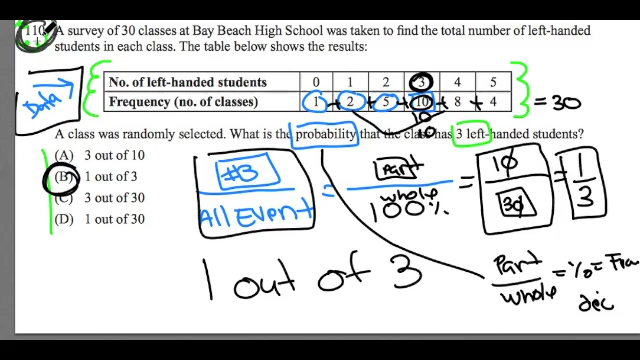 110
A survey of 30 classes at Bay Beach High School was taken to find the total number of left-handed
students in each class. The table below shows the results:
Data
No. of left-handed students 0 1 2 3 4 5
Frequency (no. of classes) 1 + 2 + 5 + 10 + 8 + 4 = 30
10
10
A class was randomly selected. What is the probability that the class has 3 left-handed students?
(A) 3 out of 10
(B) 1 out of 3
(C) 3 out of 30
(D) 1 out of 30
#3
All Event
=
Part
whole
100%
=
10
30
=
1
3
1 out of 3
Part
whole
= % = Frac
dec